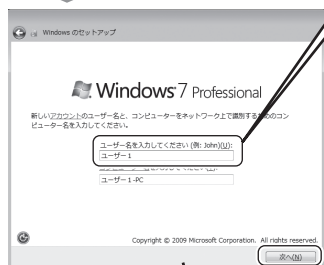 Windows のセットアップ
Windows 7 Professional
新しいアカウントのユーザー名と、コンピューターをネットワーク上で識別するためのコン
ピューター名を入力してください。
ユーザー名を入力してください (例: John)(U):
ユーザー 1
ユーザー 1-PC
Copyright © 2009 Microsoft Corporation. All rights reserved.
次へ(N)